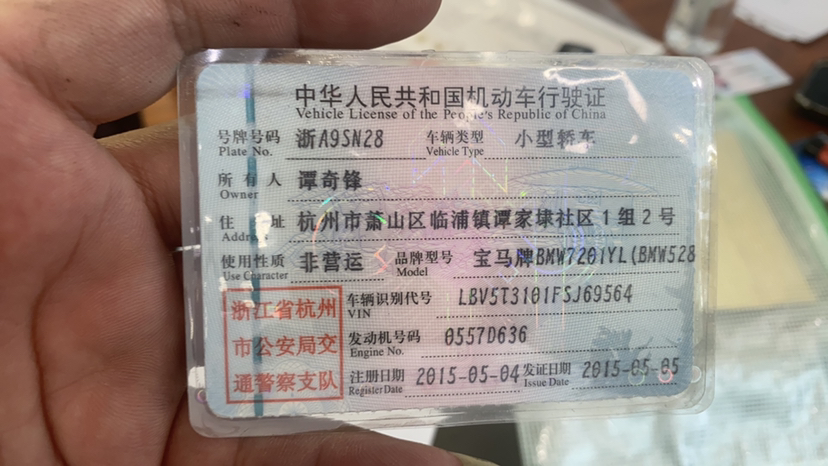 中华人民共和国机动车行驶证
Vehicle License of the People's Republic of China
号牌号码 浙A9SN28 车辆类型 小型轿车
Plate No. Vehicle Type
所有人 谭奇锋
Owner
住址 杭州市萧山区临浦镇谭家埭社区1组2号
Address
使用性质 非营运 品牌型号 宝马牌BMW7201YL(BMW528
Use Character Model
浙江省杭州
市公安局交
通警察支队
车辆识别代号 LBV5T3101FSJ69564
VIN
发动机号码 0557D636
Engine No.
注册日期 2015-05-04 发证日期 2015-05-05
Register Date Issue Date